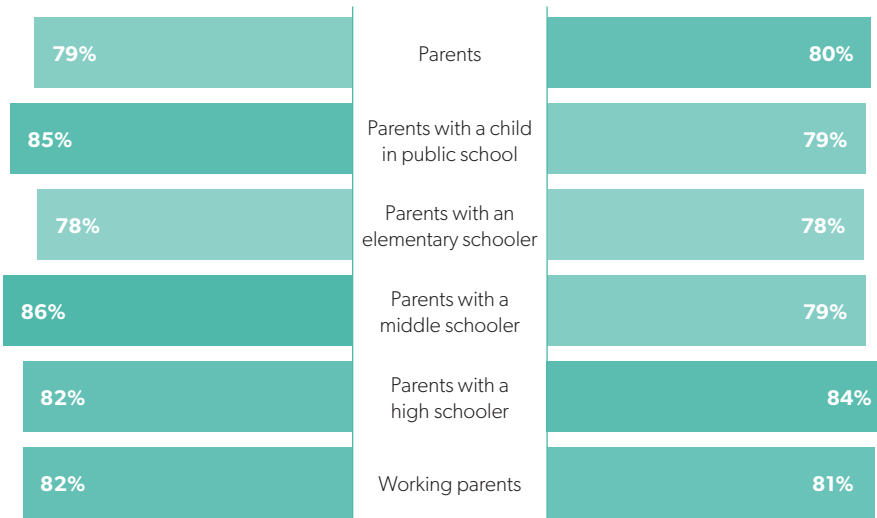 79% Parents 80%
85% Parents with a child
in public school 79%
78% Parents with an
elementary schooler 78%
86% Parents with a
middle schooler 79%
82% Parents with a
high schooler 84%
82% Working parents 81%